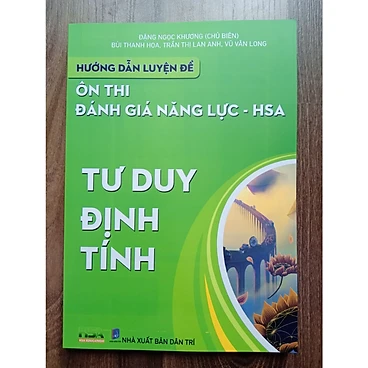 ĐẶNG NGỌC KHƯƠNG (CHỦ BIÊN)
BÙI THANH HOA, TRẦN THỊ LAN ANH, VŨ VĂN LONG
HƯỚNG DẪN LUYỆN ĐỀ
ÔN THI
ĐÁNH GIÁ NĂNG LỰC - HSA
TƯ DUY
ĐỊNH
TÍNH
NHÀ XUẤT BẢN DÂN TRÍ